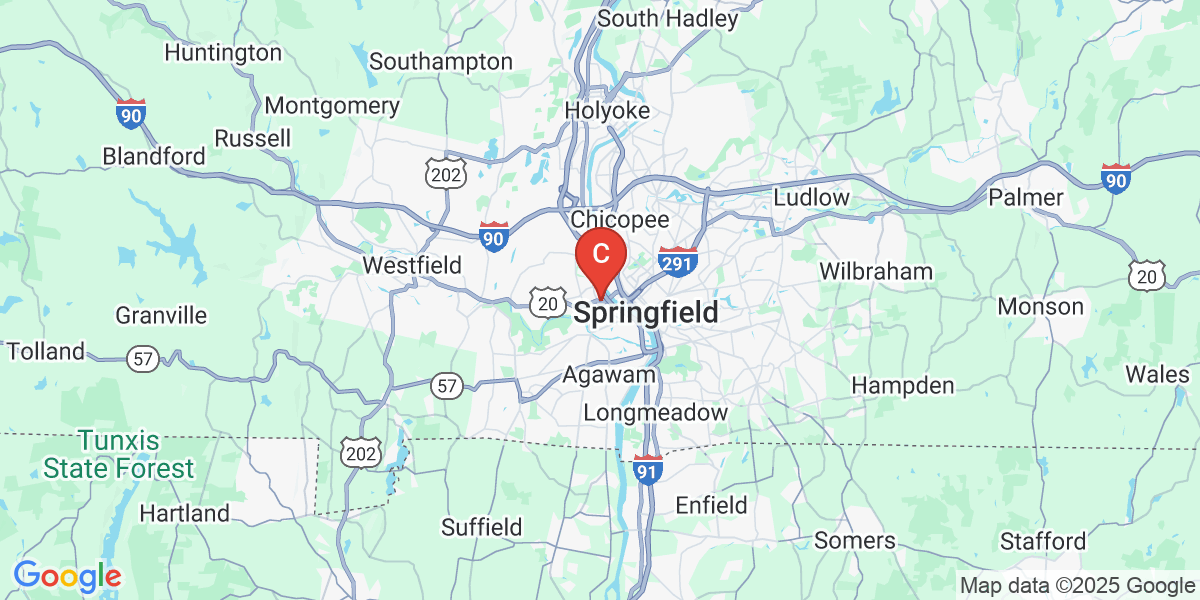 South Hadley
Huntington
Southampton
Montgomery
Holyoke
90
Russell
Blandford
202
90
Ludlow
Palmer
Chicopee
90
C
291
Westfield
Wilbraham
20
20
Granville
Springfield
Monson
Tolland
57
Agawam
57
Hampden
Wales
Longmeadow
Tunxis
State Forest
202
91
Hartland
Suffield
Enfield
Somers
Stafford
Google
Map data ©2025 Google